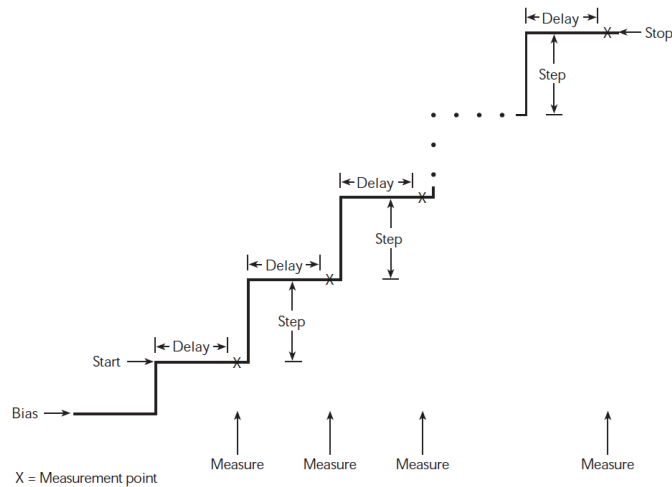 Delay
Stop
Step
Delay
Step
Delay
Step
Start
Delay
Bias
Measure
Measure
Measure
Measure
X = Measurement point
X
X
X
X